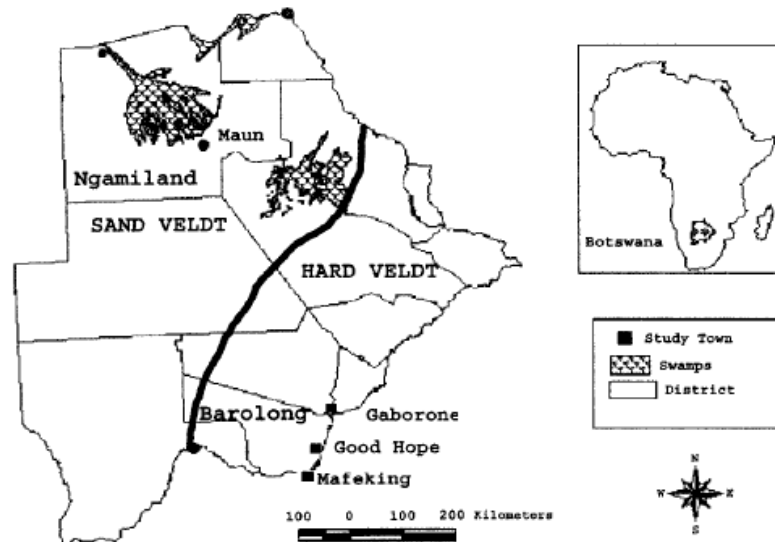 Maun
Ngamiland
SAND VELDT
HARD VELDT
Barolong
Gaborone
Good Hope
Mafeking
100 0 100 200 Kilometers
Botswana
Study Town
Swamps
District
N
W E
S